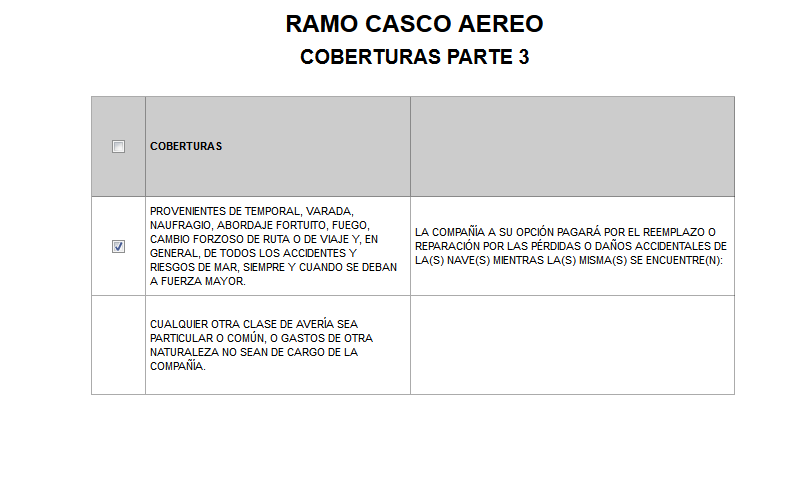 RAMO CASCO AEREO
COBERTURAS PARTE 3
COBERTURAS
PROVENIENTES DE TEMPORAL, VARADA,
NAUFRAGIO, ABORDAJE FORTUITO, FUEGO,
CAMBIO FORZOSO DE RUTA O DE VIAJE Y, EN
GENERAL, DE TODOS LOS ACCIDENTES Y
RIESGOS DE MAR, SIEMPRE Y CUANDO SE DEBAN
A FUERZA MAYOR.
LA COMPAÑÍA A SU OPCIÓN PAGARÁ POR EL REEMPLAZO O
REPARACIÓN POR LAS PÉRDIDAS O DAÑOS ACCIDENTALES DE
LA(S) NAVE(S) MIENTRAS LA(S) MISMA(S) SE ENCUENTRE(N):
CUALQUIER OTRA CLASE DE AVERÍA SEA
PARTICULAR O COMÚN, O GASTOS DE OTRA
NATURALEZA NO SEAN DE CARGO DE LA
COMPAÑÍA.